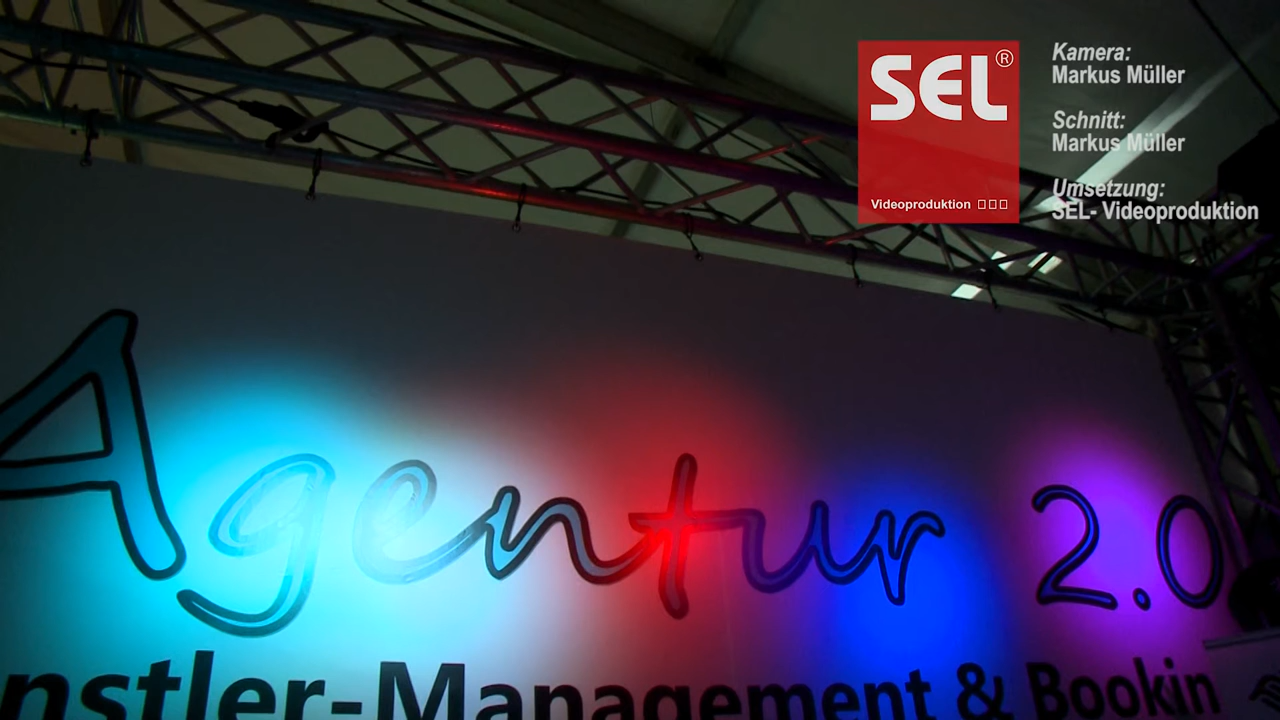 SEL®
Videoproduktion
Kamera:
Markus Müller
Schnitt:
Markus Müller
Umsetzung:
SEL- Videoproduktion
Agentur 2.0
nstler-Management & Bookin